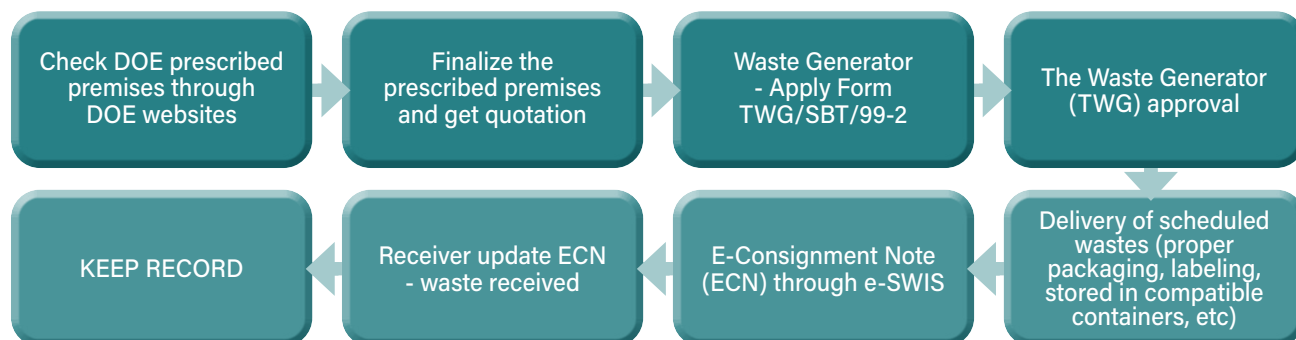 Check DOE prescribed
premises through
DOE websites
Finalize the
prescribed premises
and get quotation
Waste Generator
- Apply Form
TWG/SBT/99-2
The Waste Generator
(TWG) approval
Delivery of scheduled
wastes (proper
packaging, labeling,
stored in compatible
containers, etc)
E-Consignment Note
(ECN) through e-SWIS
Receiver update ECN
- waste received
KEEP RECORD